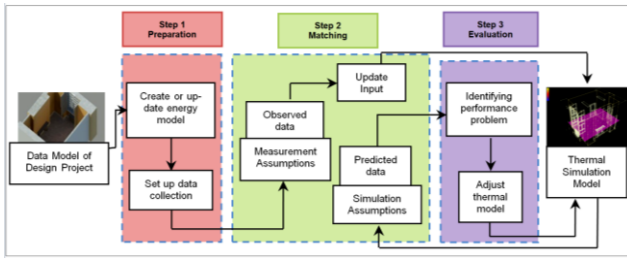 Step 1
Preparation
Step 2
Matching
Step 3
Evaluation
Data Model of
Design Project
Create or up-
date energy
model
Set up data
collection
Observed
data
Measurement
Assumptions
Update
Input
Predicted
data
Simulation
Assumptions
Identifying
performance
problem
Adjust
thermal
model
Thermal
Simulation
Model